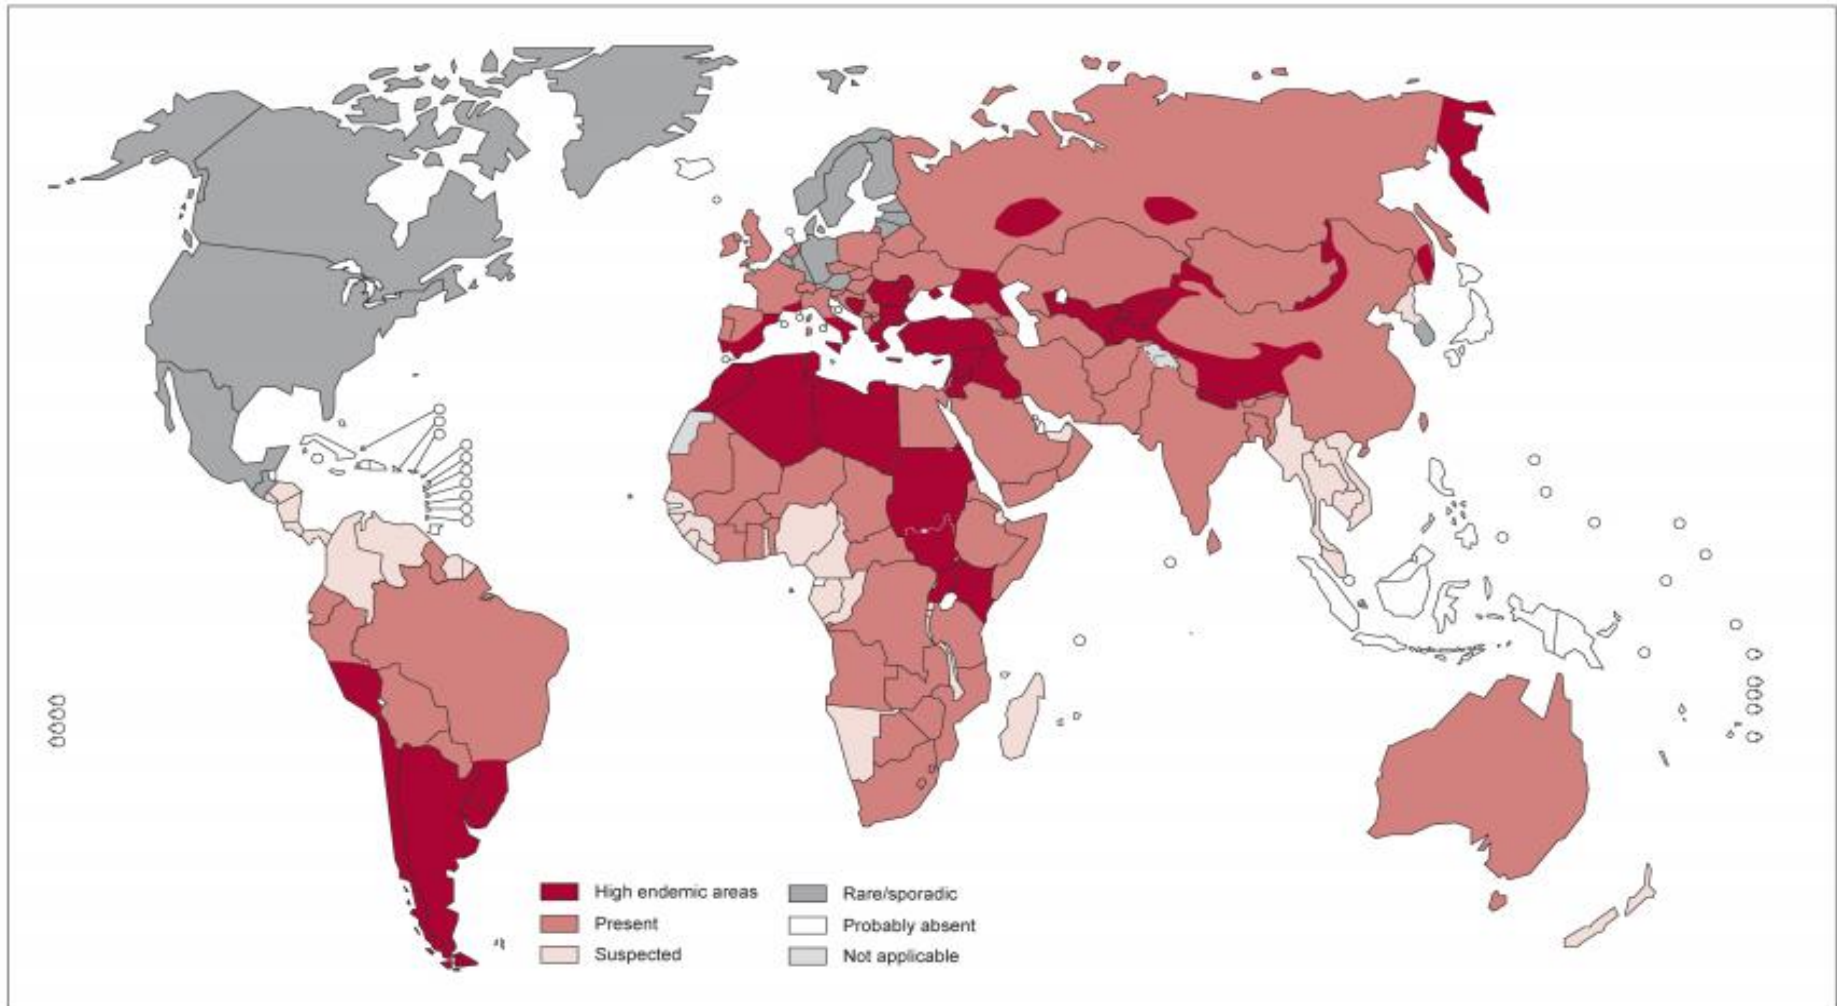 High endemic areas
Present
Suspected
Rare/sporadic
Probably absent
Not applicable